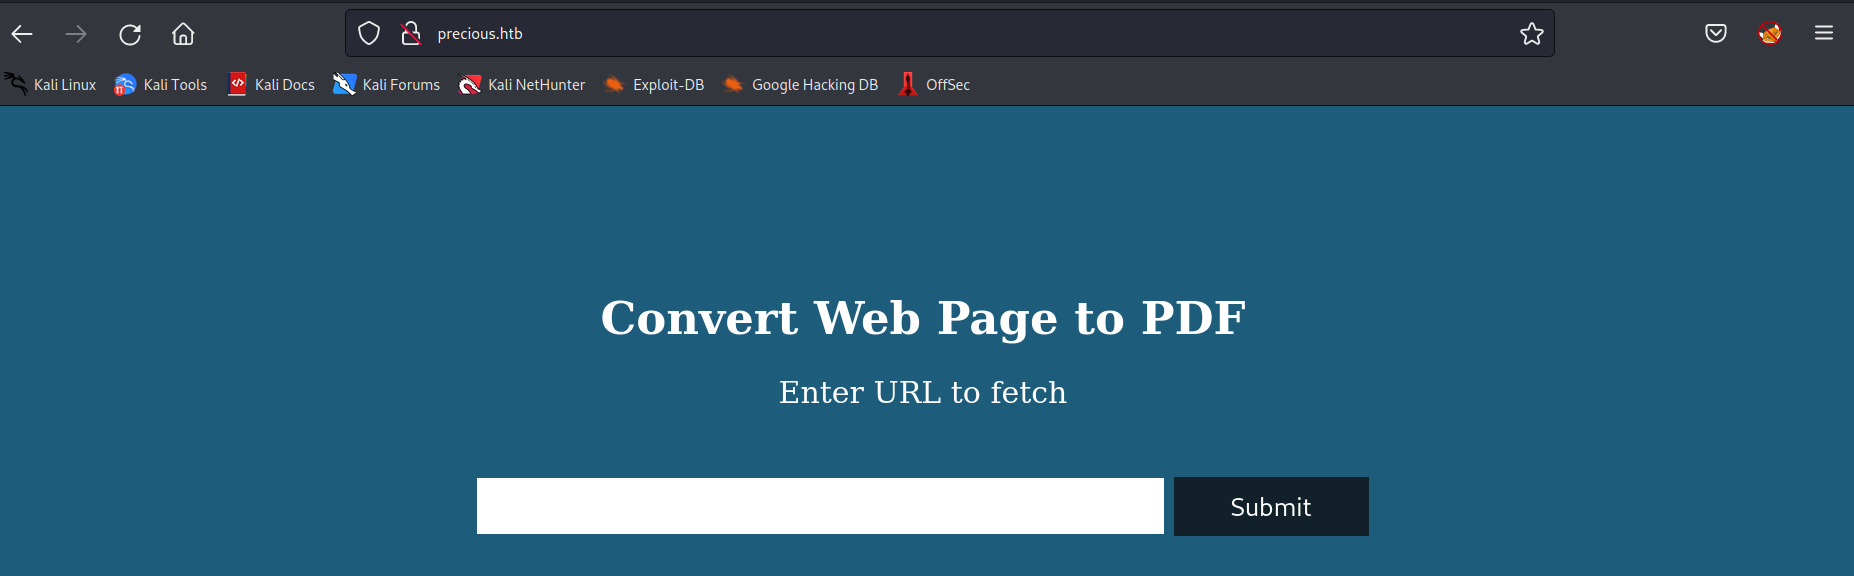 precious.htb
Kali Linux Kali Tools Kali Docs Kali Forums Kali NetHunter Exploit-DB Google Hacking DB OffSec
Convert Web Page to PDF
Enter URL to fetch
Submit